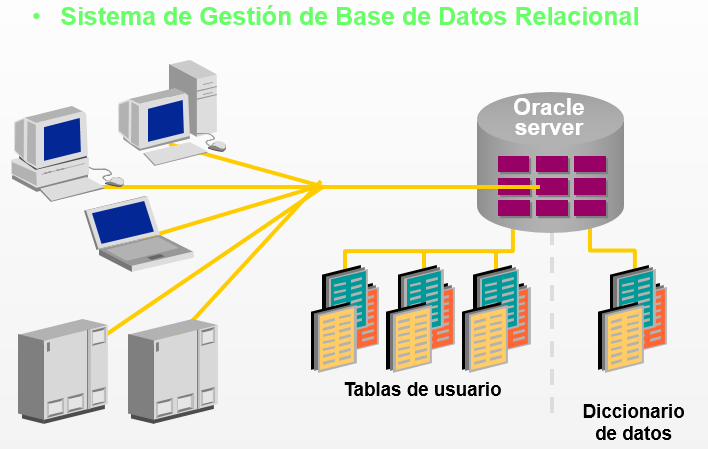 • Sistema de Gestión de Base de Datos Relacional
Oracle
server
Tablas de usuario
Diccionario
de datos